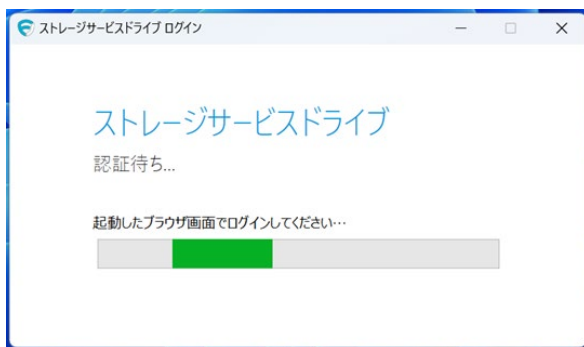 ストレージサービスドライブ ログイン
ストレージサービスドライブ
認証待ち...
起動したブラウザ画面でログインしてください…